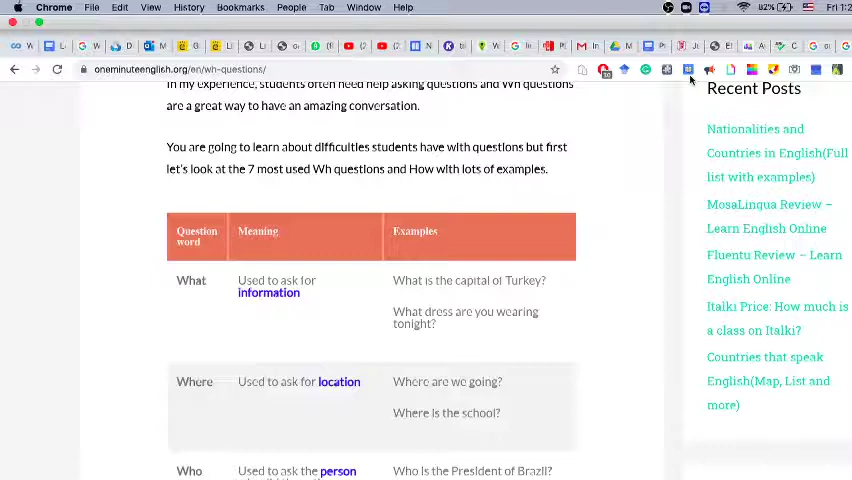 Chrome File Edit View History Bookmarks People Tab Window Help 82% Fri 1:2
oneminuteenglish.org/en/wh-questions/
10
In my experience, students often need help asking questions and Wh questions
are a great way to have an amazing conversation.
You are going to learn about difficulties students have with questions but first
let's look at the 7 most used Wh questions and How with lots of examples.
Question word Meaning Examples
What Used to ask for information What is the capital of Turkey?
What dress are you wearing tonight?
Where Used to ask for location Where are we going?
Where is the school?
Who Used to ask the person Who is the President of Brazil?
Recent Posts
Nationalities and
Countries in English(Full
list with examples)
MosaLingua Review –
Learn English Online
Fluentu Review – Learn
English Online
Italki Price: How much is
a class on Italki?
Countries that speak
English(Map, List and
more)